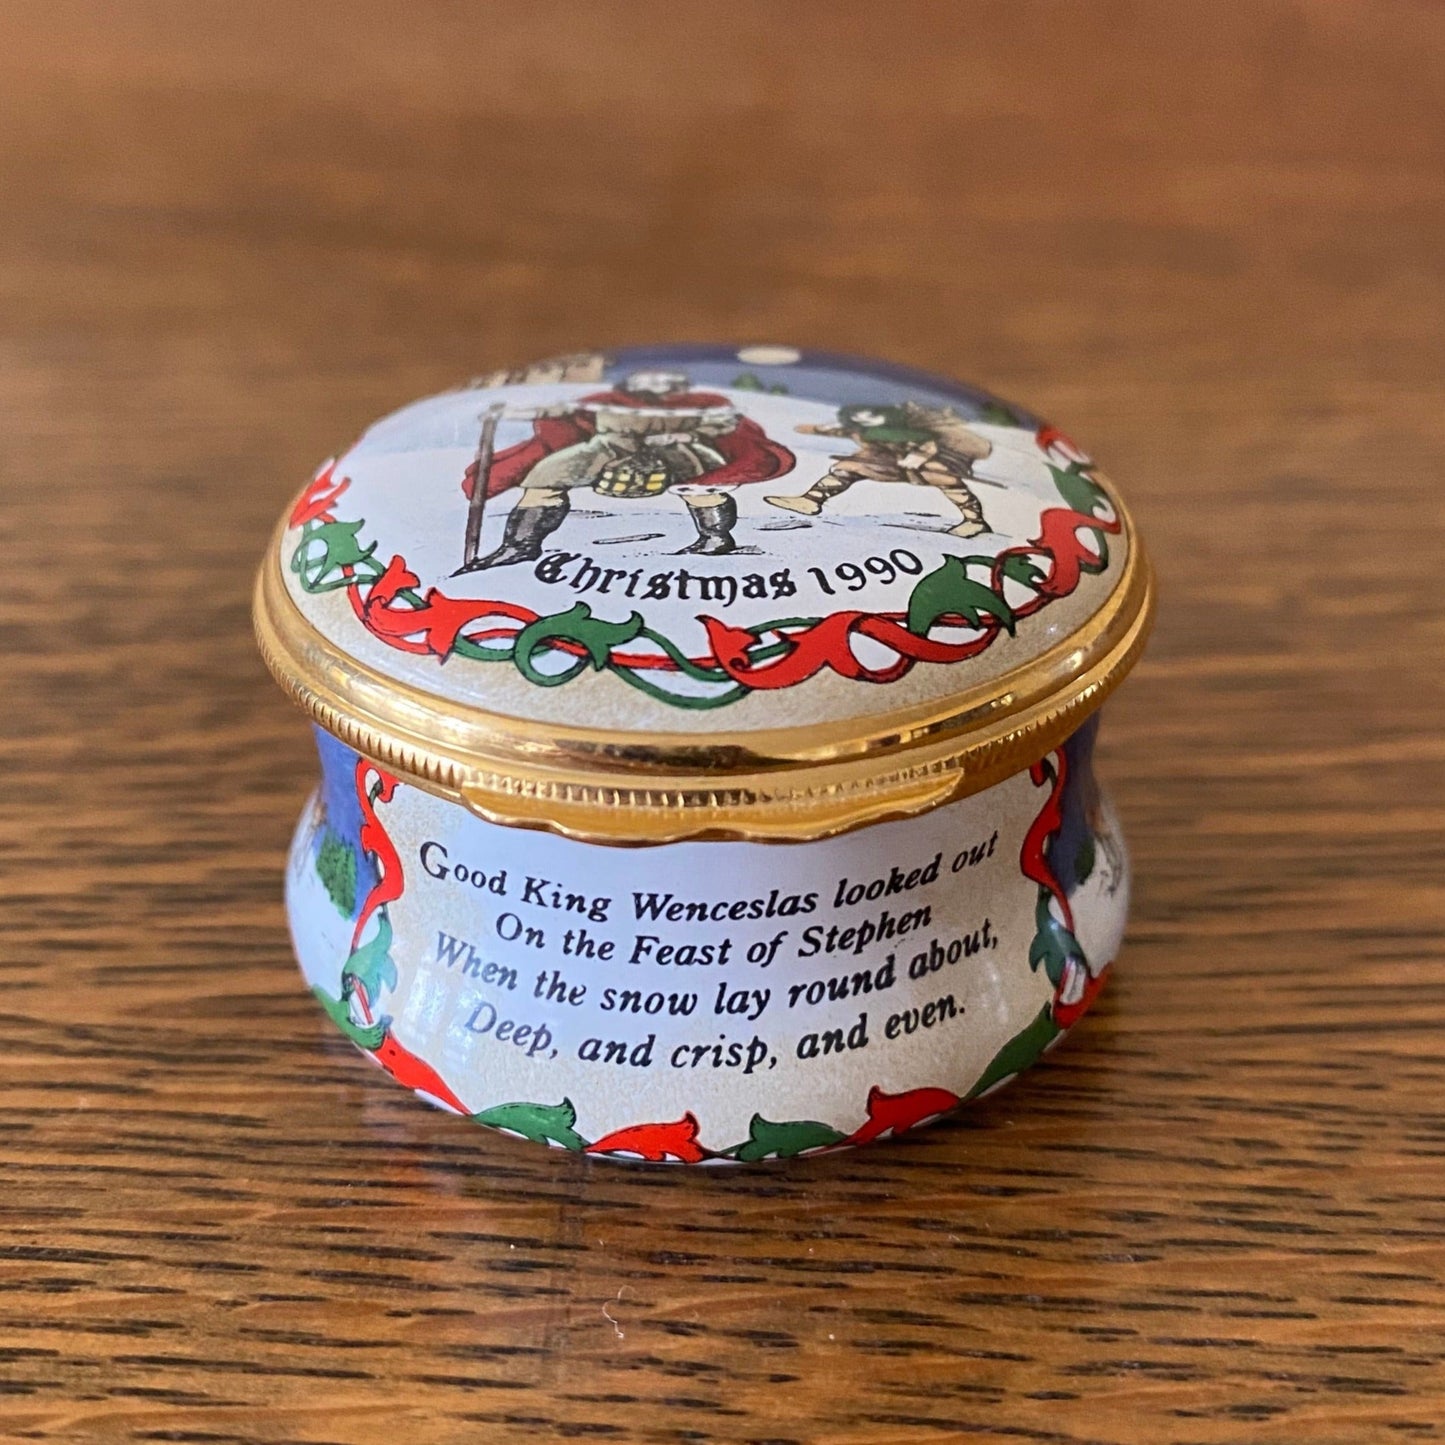 Christmas 1990
Good King Wenceslas looked out
On the Feast of Stephen
When the snow lay round about,
Deep, and crisp, and even.